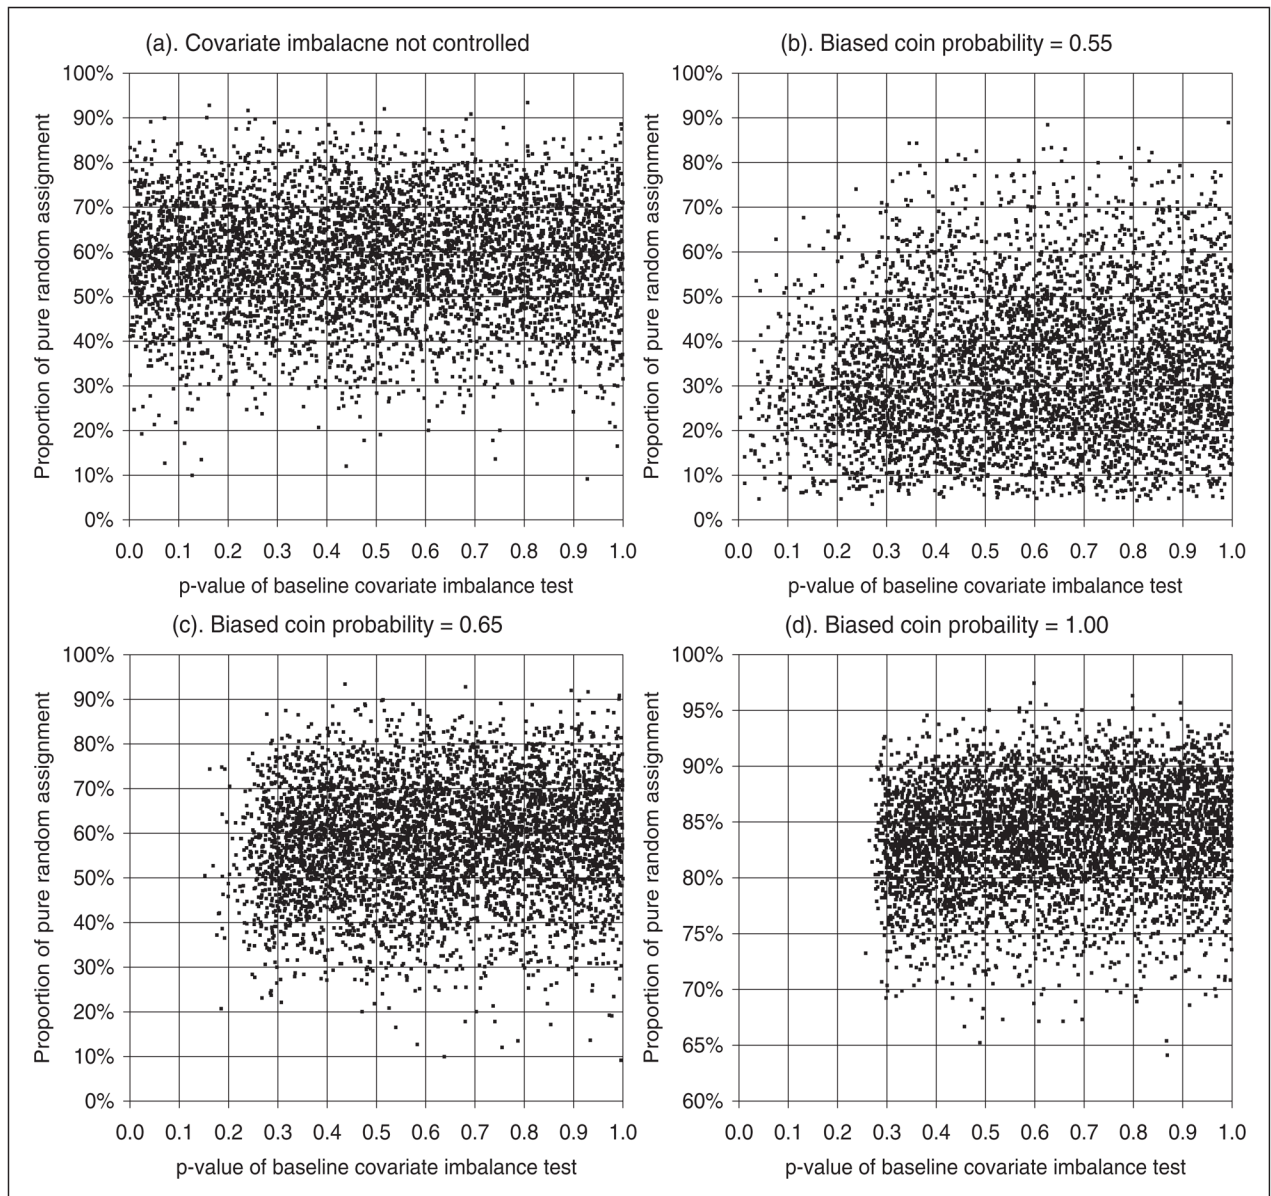 (a). Covariate imbalacne not controlled
100%
90%
80%
70%
60%
50%
40%
30%
20%
10%
0%
Proportion of pure random assignment
0.0 0.1 0.2 0.3 0.4 0.5 0.6 0.7 0.8 0.9 1.0
p-value of baseline covariate imbalance test
(b). Biased coin probability = 0.55
100%
90%
80%
70%
60%
50%
40%
30%
20%
10%
0%
Proportion of pure random assignment
0.0 0.1 0.2 0.3 0.4 0.5 0.6 0.7 0.8 0.9 1.0
p-value of baseline covariate imbalance test
(c). Biased coin probability = 0.65
100%
90%
80%
70%
60%
50%
40%
30%
20%
10%
0%
Proportion of pure random assignment
0.0 0.1 0.2 0.3 0.4 0.5 0.6 0.7 0.8 0.9 1.0
p-value of baseline covariate imbalance test
(d). Biased coin probaility = 1.00
100%
95%
90%
85%
80%
75%
70%
65%
60%
Proportion of pure random assignment
0.0 0.1 0.2 0.3 0.4 0.5 0.6 0.7 0.8 0.9 1.0
p-value of baseline covariate imbalance test